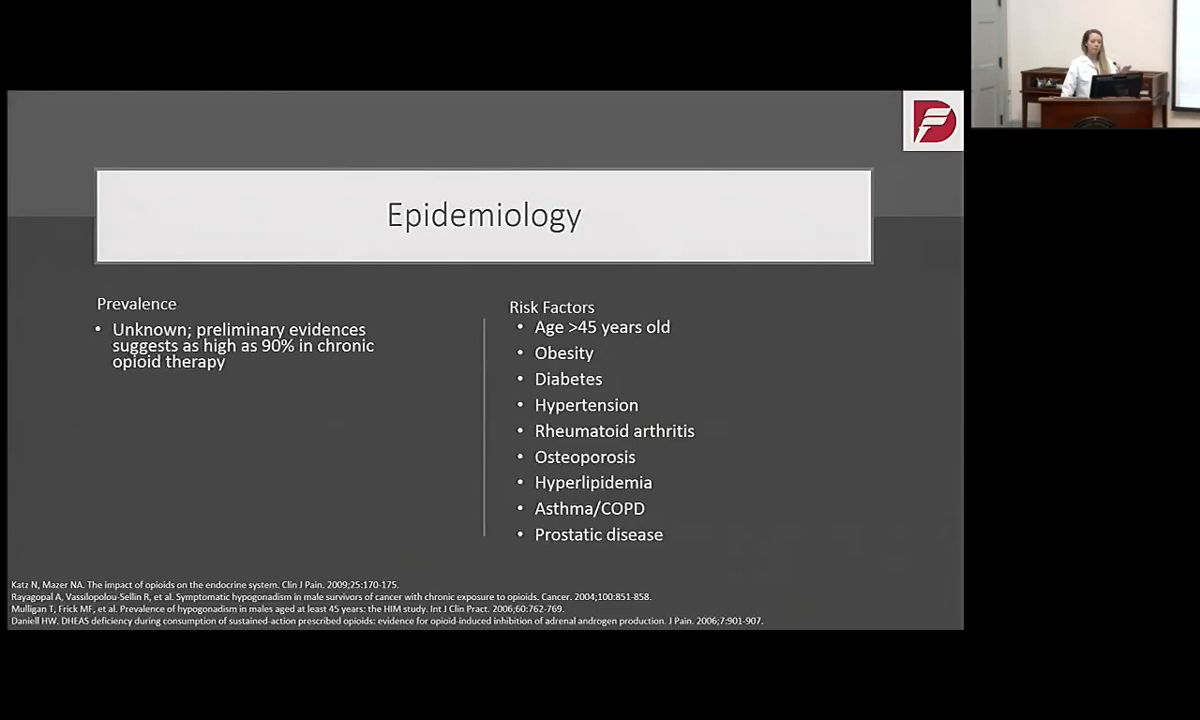 Epidemiology
Prevalence
• Unknown; preliminary evidences
suggests as high as 90% in chronic
opioid therapy
Risk Factors
• Age >45 years old
• Obesity
• Diabetes
• Hypertension
• Rheumatoid arthritis
• Osteoporosis
• Hyperlipidemia
• Asthma/COPD
• Prostatic disease
Katz N, Mazer NA. The impact of opioids on the endocrine system. Clin J Pain. 2009;25:170-175.
Rayagopal A, Vassilopolou-Sellin R, et al. Symptomatic hypogonadism in male survivors of cancer with chronic exposure to opioids. Cancer. 2004;100:851-858.
Mulligan T, Frick MF, et al. Prevalence of hypogonadism in males aged at least 45 years: the HIM study. Int J Clin Pract. 2006;60:762-769.
Daniell HW. DHEAS deficiency during consumption of sustained-action prescribed opioids: evidence for opioid-induced inhibition of adrenal androgen production. J Pain. 2006;7:901-907.